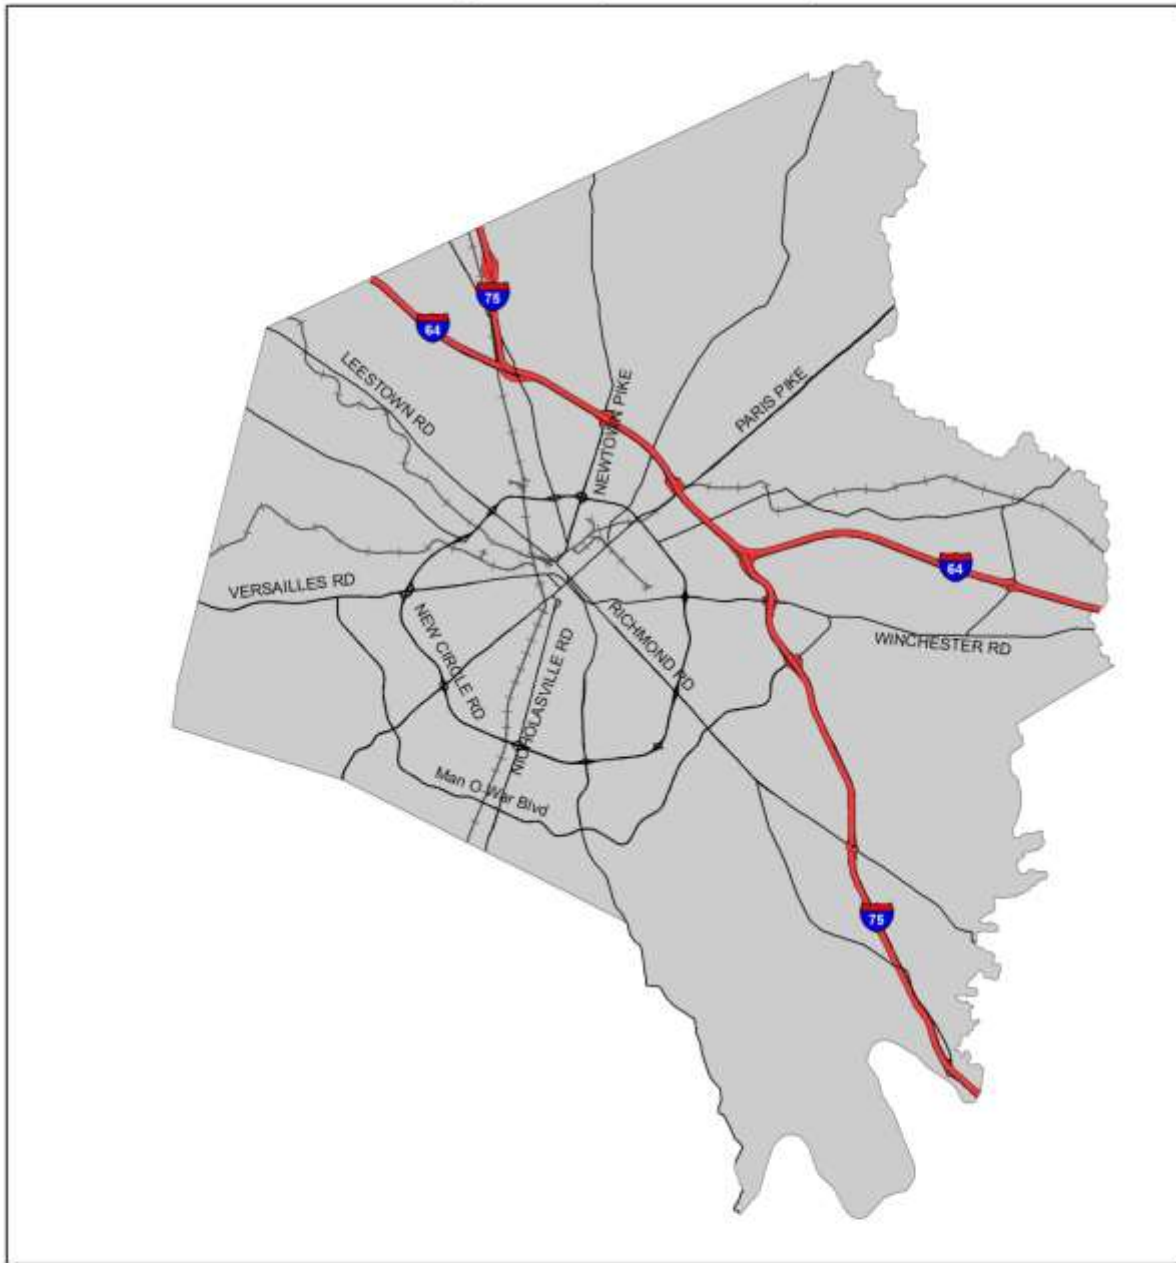 75
64
LEESTOWN RD
NEWTOWN PIKE
PARIS PIKE
64
VERSAILLES RD
NEW CIRCLE RD
NICHOLASVILLE RD
RICHMOND RD
WINCHESTER RD
Man O War Blvd
75